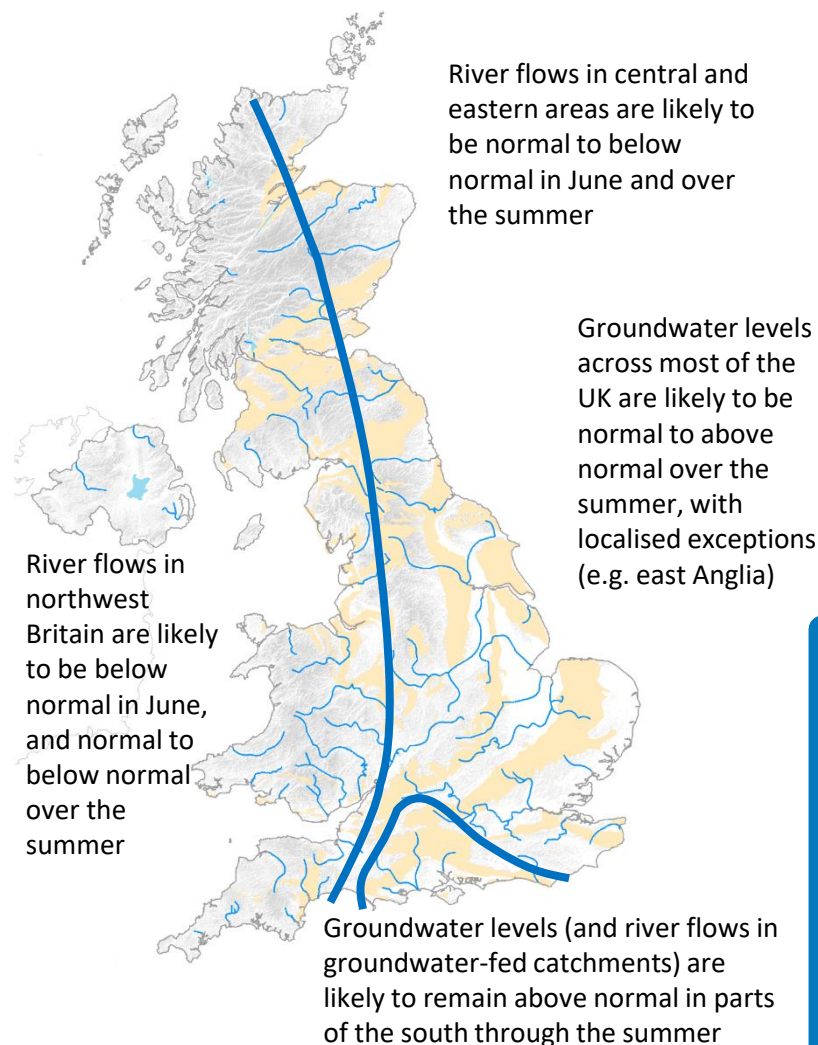 River flows in central and
eastern areas are likely to
be normal to below
normal in June and over
the summer
Groundwater levels
across most of the
UK are likely to be
normal to above
normal over the
summer, with
localised exceptions
(e.g. east Anglia)
River flows in
northwest
Britain are likely
to be below
normal in June,
and normal to
below normal
over the
summer
Groundwater levels (and river flows in
groundwater-fed catchments) are
likely to remain above normal in parts
of the south through the summer